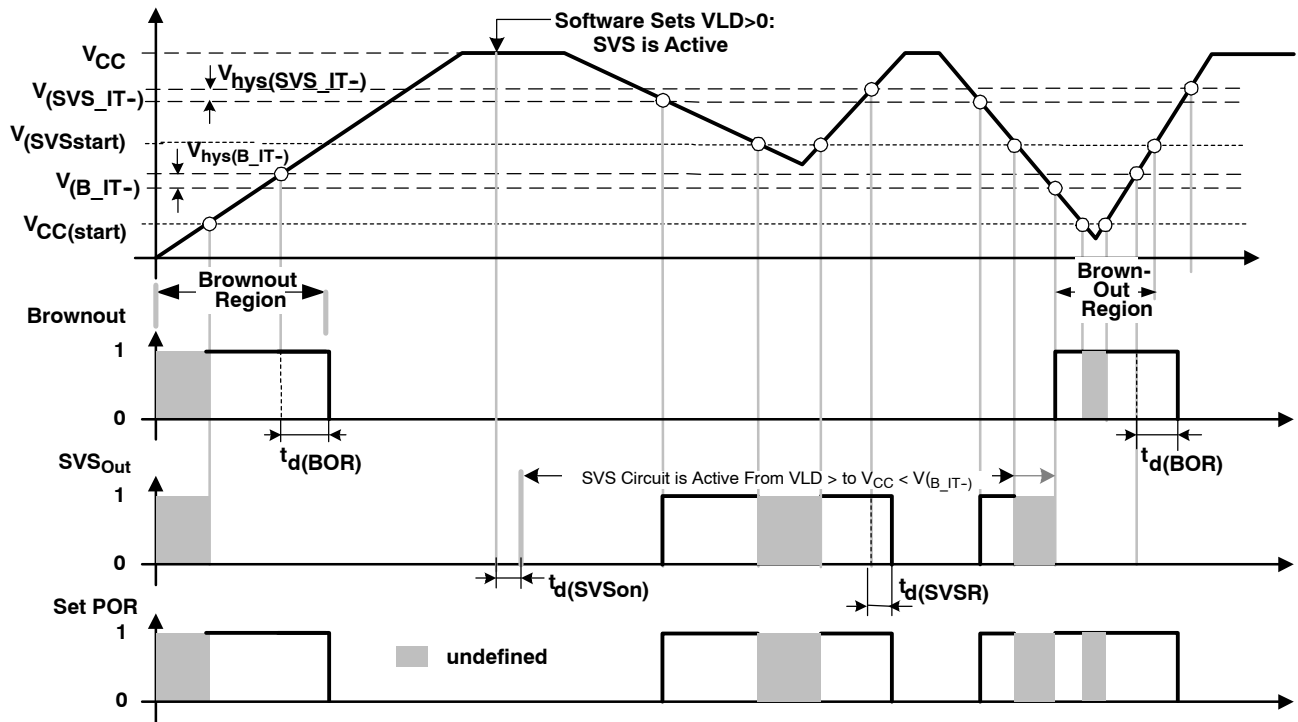 Software Sets VLD>0:
SVS is Active
VCC
Vhys(SVS_IT-)
V(SVS_IT-)
V(SVSstart)
Vhys(B_IT-)
V(B_IT-)
VCC(start)
Brownout
Region
Brown-
Out
Region
Brownout
1
0
td(BOR)
td(BOR)
SVSOut
SVS Circuit is Active From VLD > to VCC < V(B_IT-)
1
0
td(SVSon)
td(SVSR)
Set POR
1
undefined
0